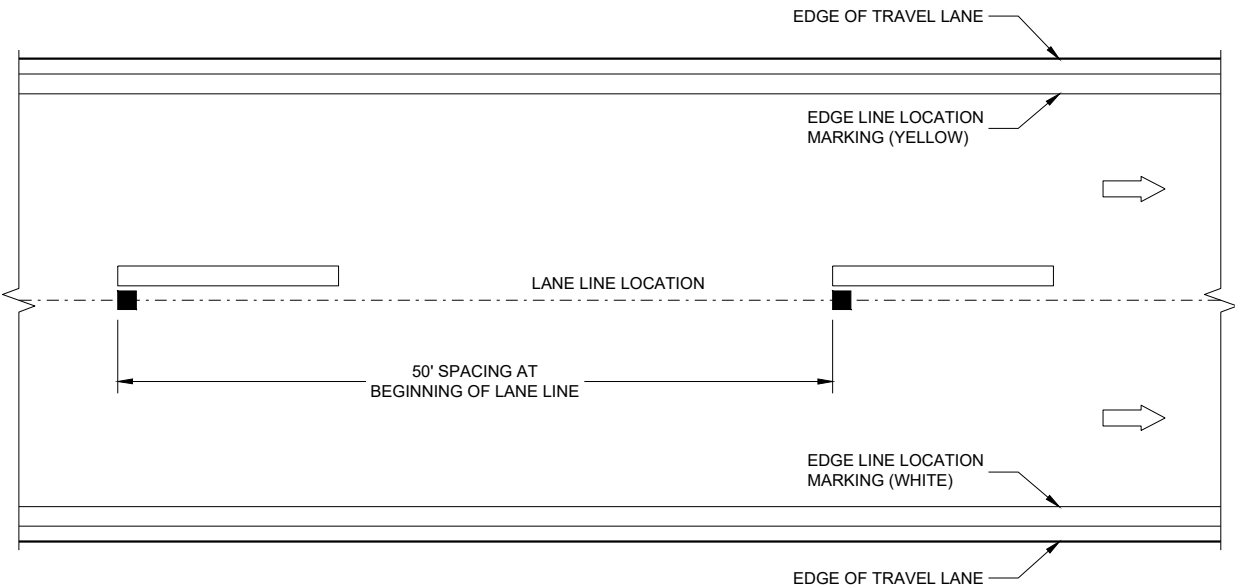 EDGE OF TRAVEL LANE
EDGE LINE LOCATION
MARKING (YELLOW)
LANE LINE LOCATION
50' SPACING AT
BEGINNING OF LANE LINE
EDGE LINE LOCATION
MARKING (WHITE)
EDGE OF TRAVEL LANE